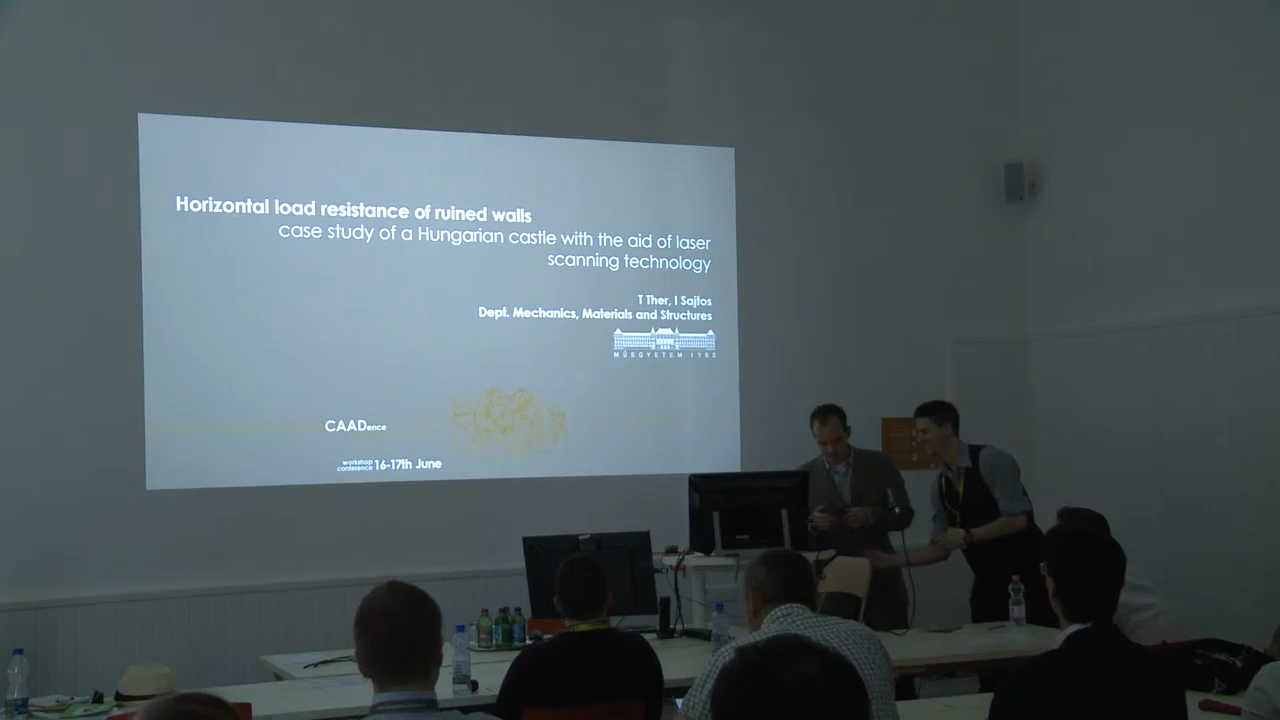 Horizontal load resistance of ruined walls
case study of a Hungarian castle with the aid of laser
scanning technology
T Ther, I Sajtos
Dept. Mechanics, Materials and Structures
MŰEGYETEM 1782
CAADence
workshop
conference 16-17th June